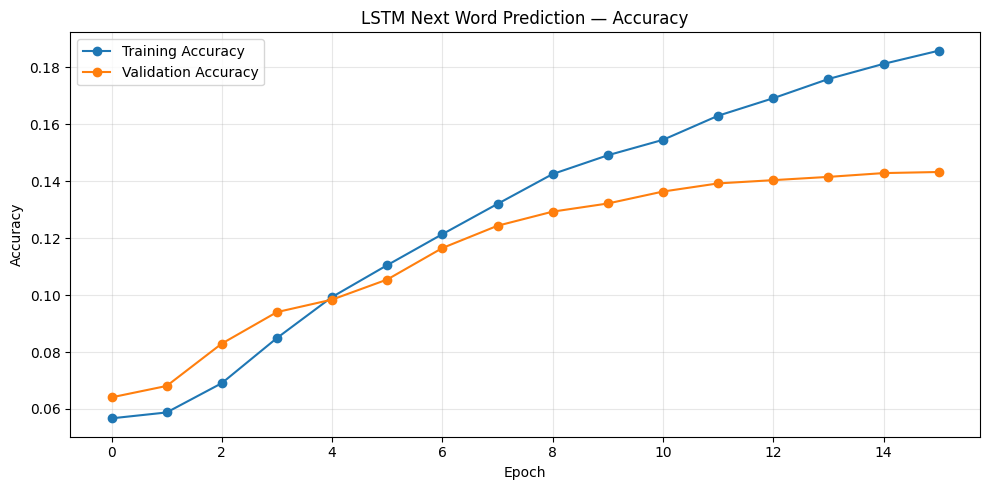 LSTM Next Word Prediction — Accuracy
Training Accuracy
Validation Accuracy
Accuracy
0.18
0.16
0.14
0.12
0.10
0.08
0.06
0 2 4 6 8 10 12 14
Epoch